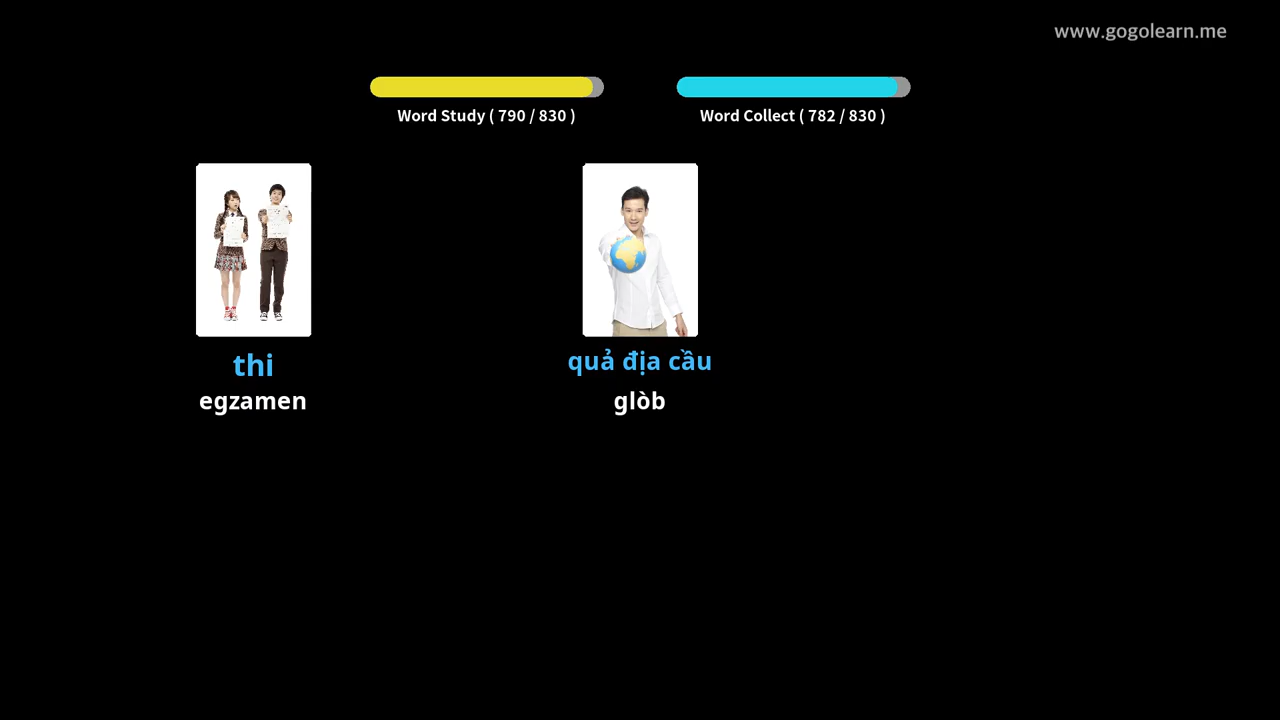 www.gogolearn.me
Word Study ( 790 / 830 )
Word Collect ( 782 / 830 )
thi
egzamen
quả địa cầu
glòb